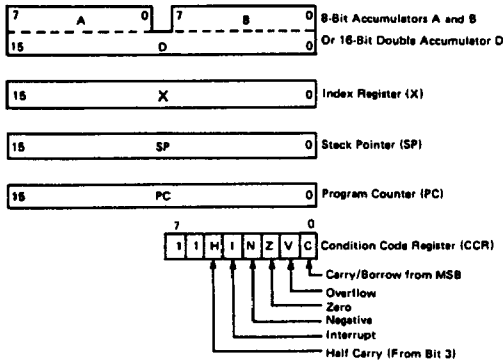 7 A 0 7 B 0 8-Bit Accumulators A and B
15 D 0 Or 16-Bit Double Accumulator D
15 X 0 Index Register (X)
15 SP 0 Stack Pointer (SP)
15 PC 0 Program Counter (PC)
7 0
1 1 H I N Z V C Condition Code Register (CCR)
Carry/Borrow from MSB
Overflow
Zero
Negative
Interrupt
Half Carry (From Bit 3)